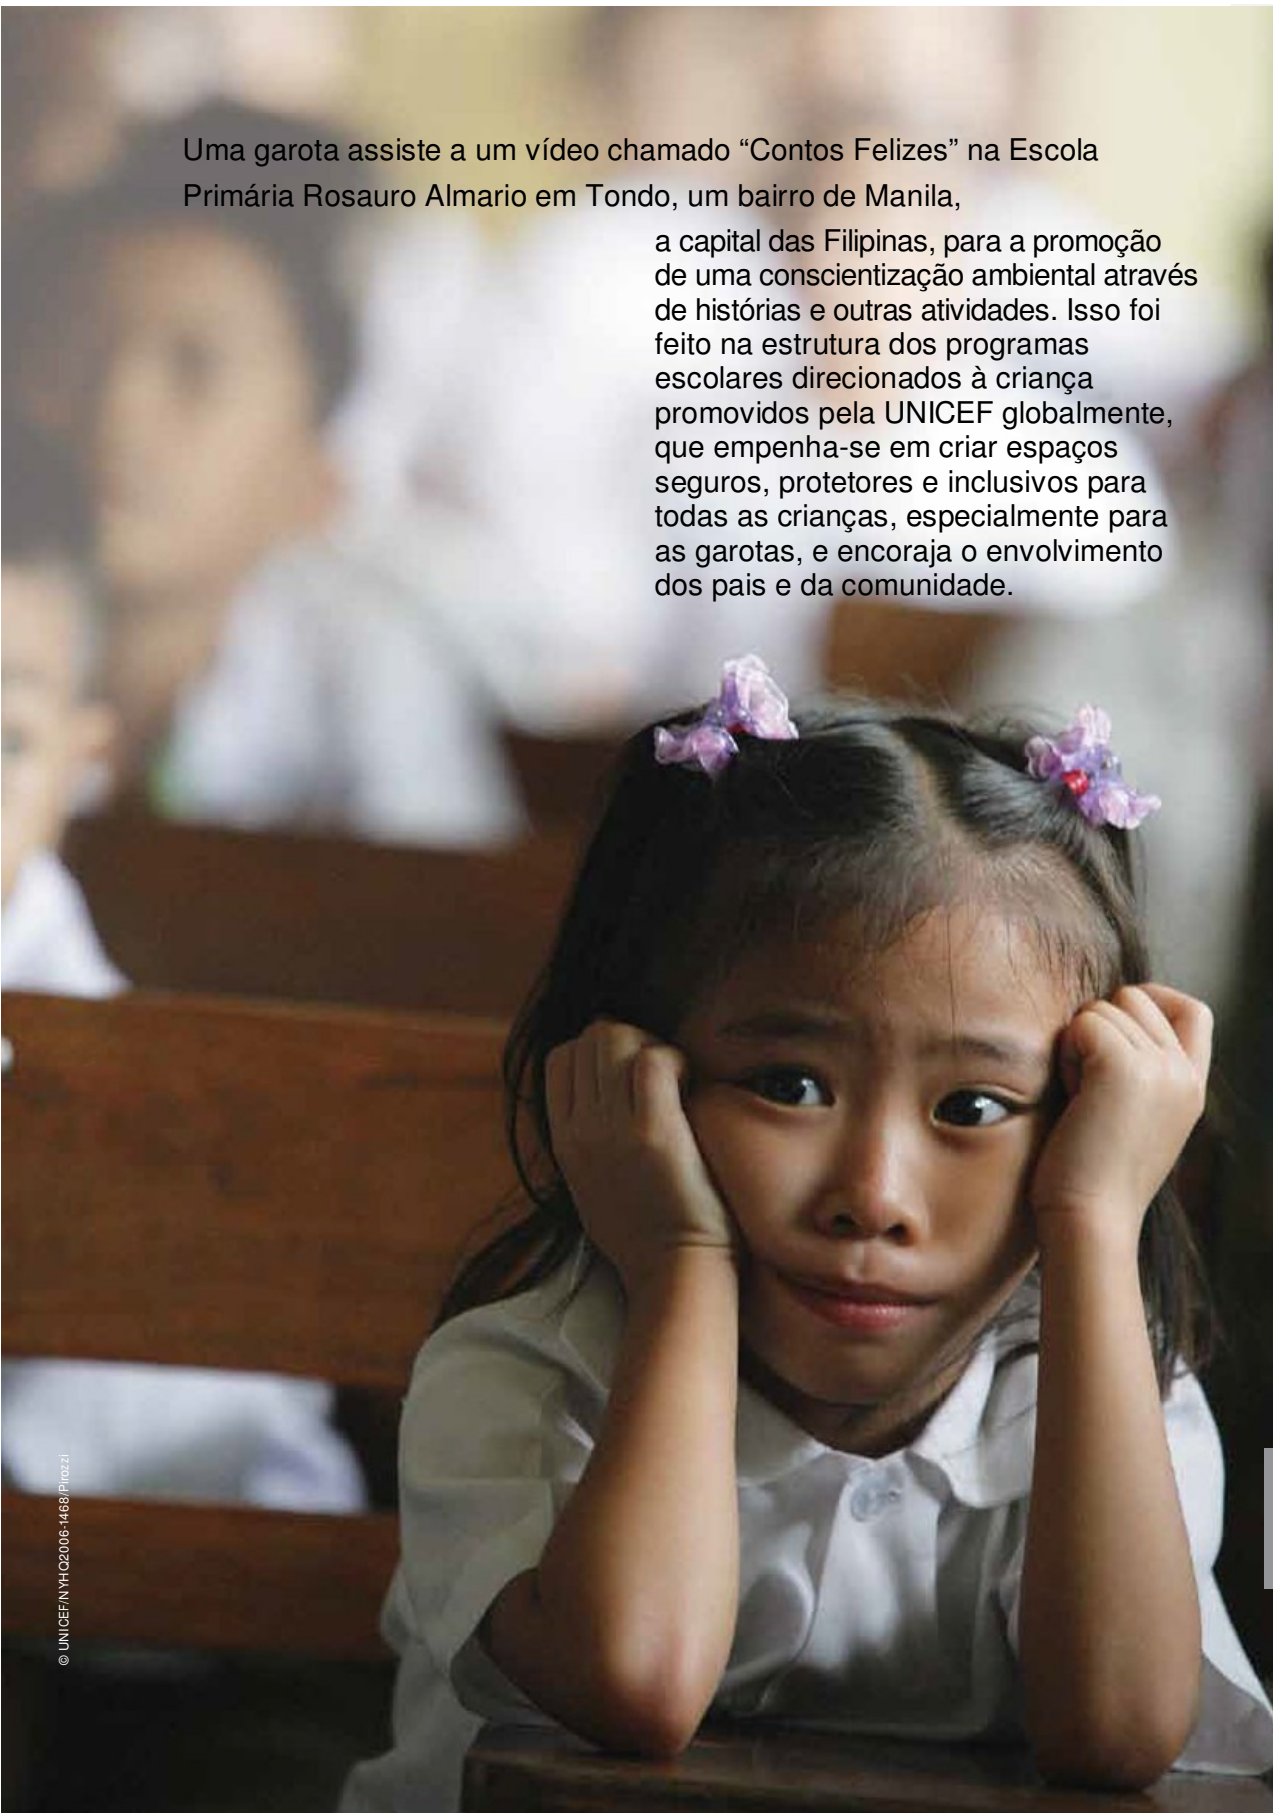 Uma garota assiste a um vídeo chamado “Contos Felizes” na Escola
Primária Rosauro Almario em Tondo, um bairro de Manila,
a capital das Filipinas, para a promoção
de uma conscientização ambiental através
de histórias e outras atividades. Isso foi
feito na estrutura dos programas
escolares direcionados à criança
promovidos pela UNICEF globalmente,
que empenha-se em criar espaços
seguros, protetores e inclusivos para
todas as crianças, especialmente para
as garotas, e encoraja o envolvimento
dos pais e da comunidade.
© UNICEF/NYHQ2006-1468/Pirozzi